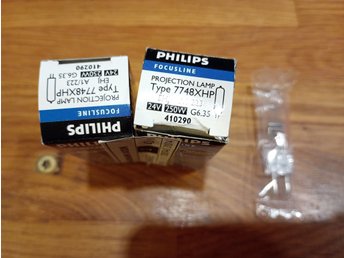 PHILIPS
FOCUSLINE
PROJECTION LAMP
Type 7748XHP
EHJ A1/223
24V 250W G6.35
410290
PHILIPS
FOCUSLINE
PROJECTION LAMP
Type 7748XHP
24V 250W G6.35
410290
PHILIPS